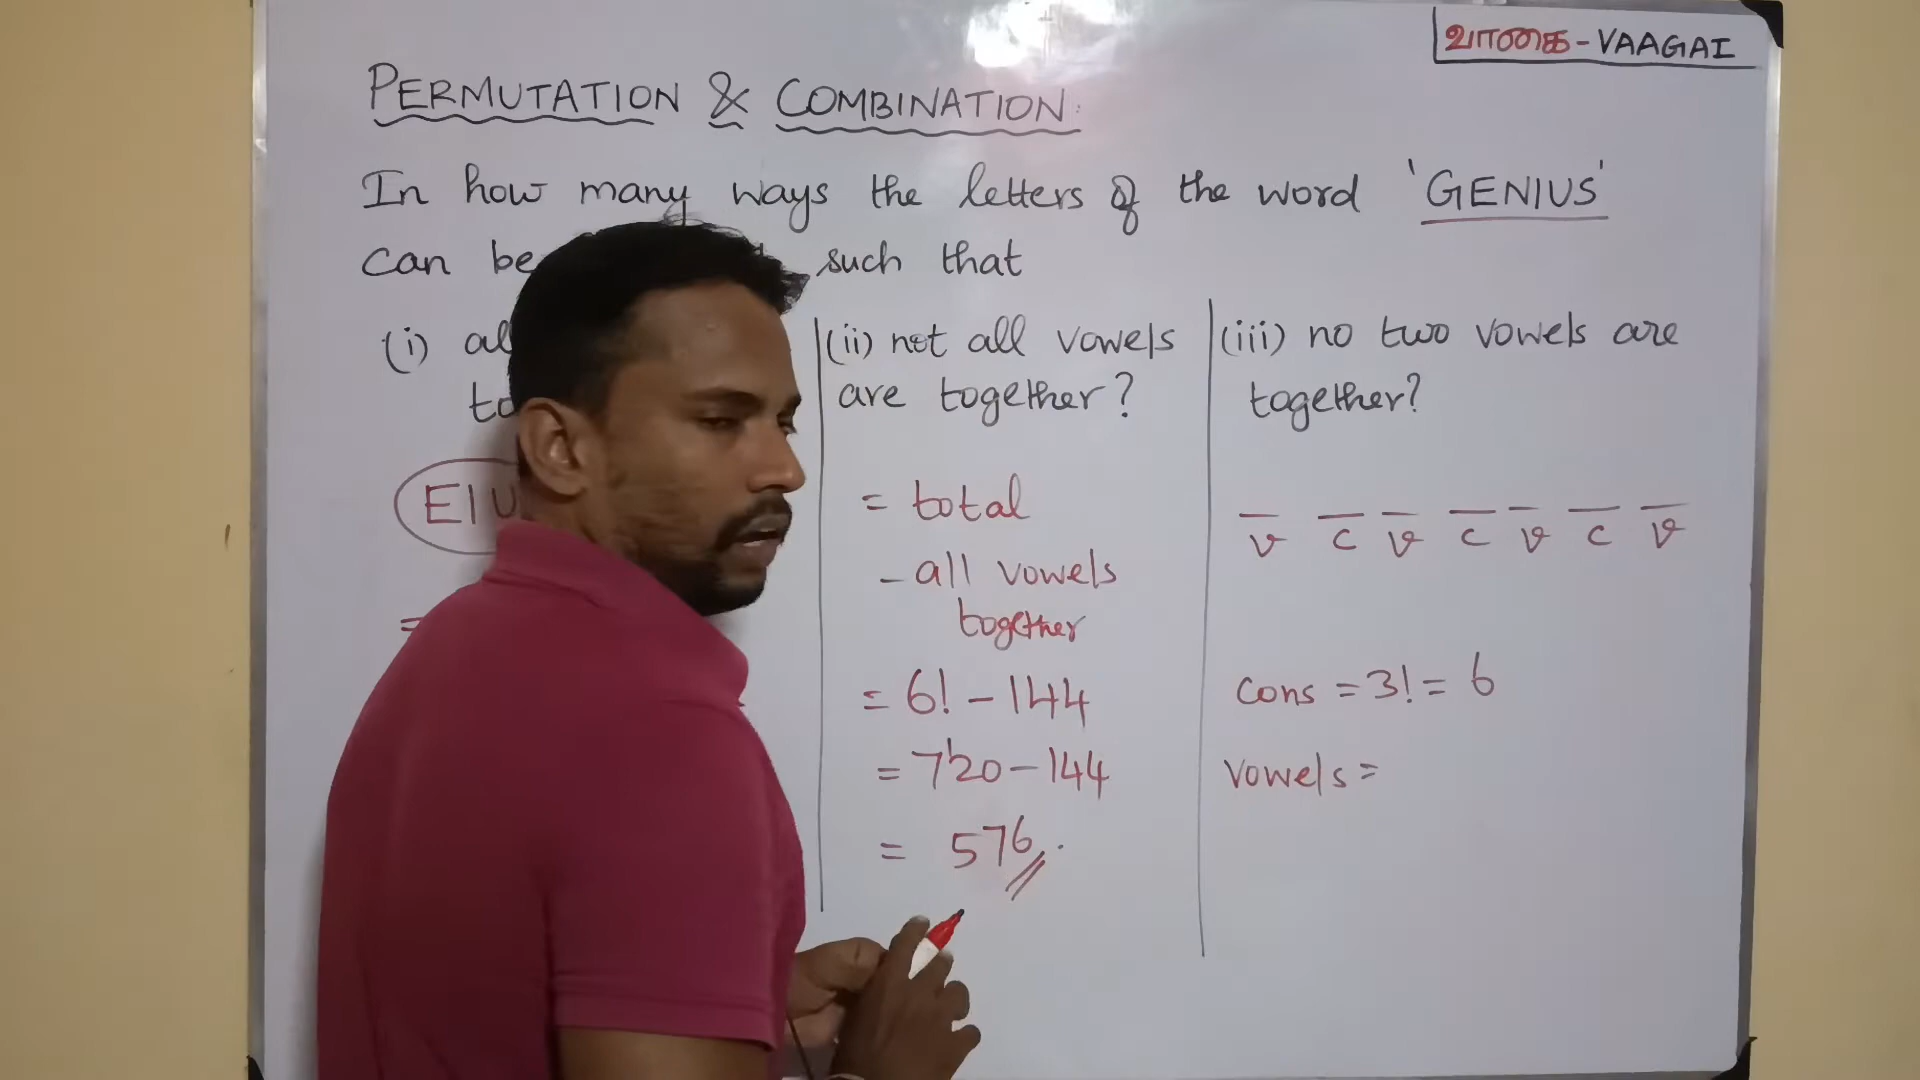 வாகை - VAAGAI
PERMUTATION & COMBINATION:
In how many ways the letters of the word 'GENIUS'
can be such that
(i)
(ii) not all vowels
are together?
= total
- all vowels
together
= 6! - 144
= 720 - 144
= 576
(iii) no two vowels are
together?
v c v c v c v
cons = 3! = 6
vowels =
EIU
=